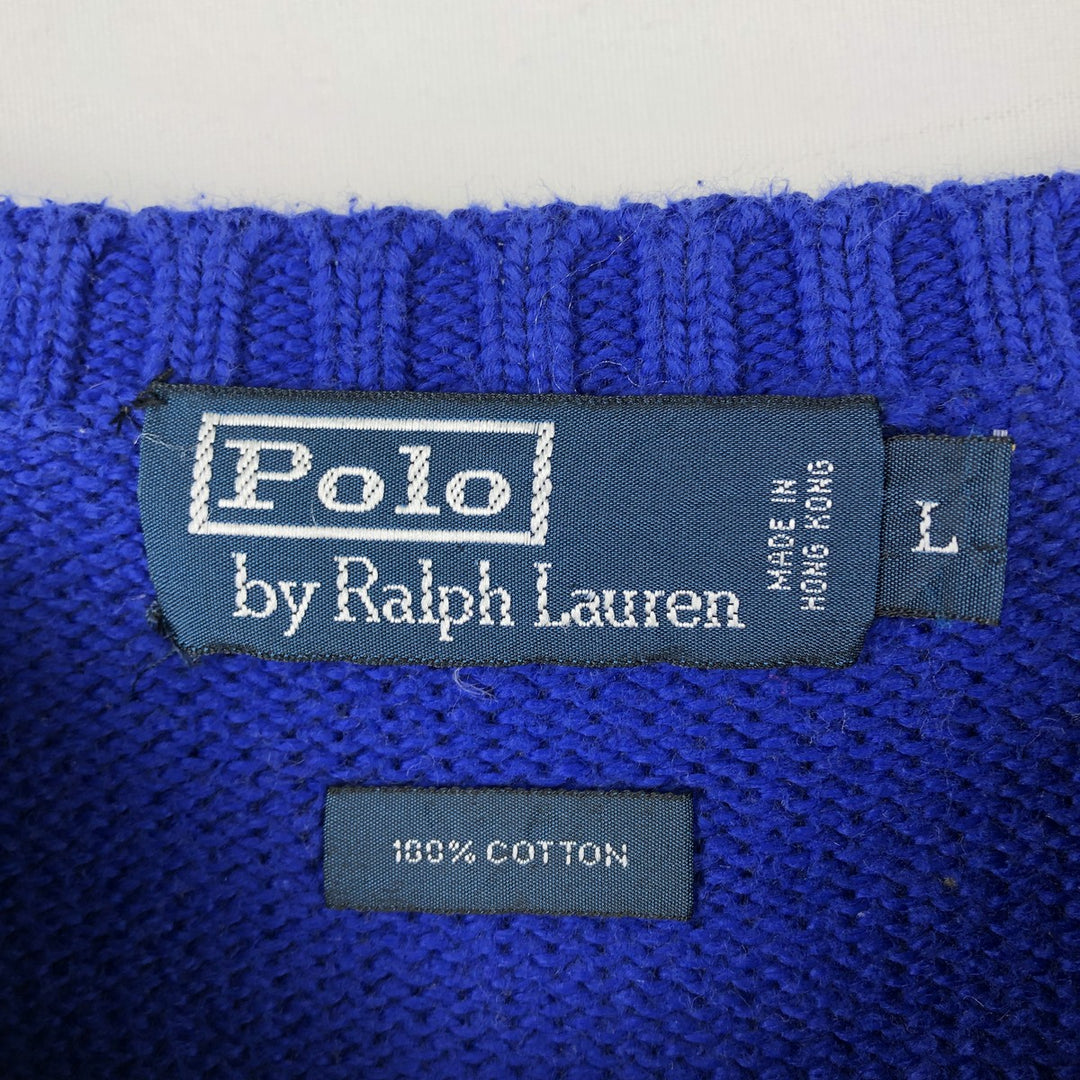 Polo
by Ralph Lauren
MADE IN
HONG KONG
L
100% COTTON